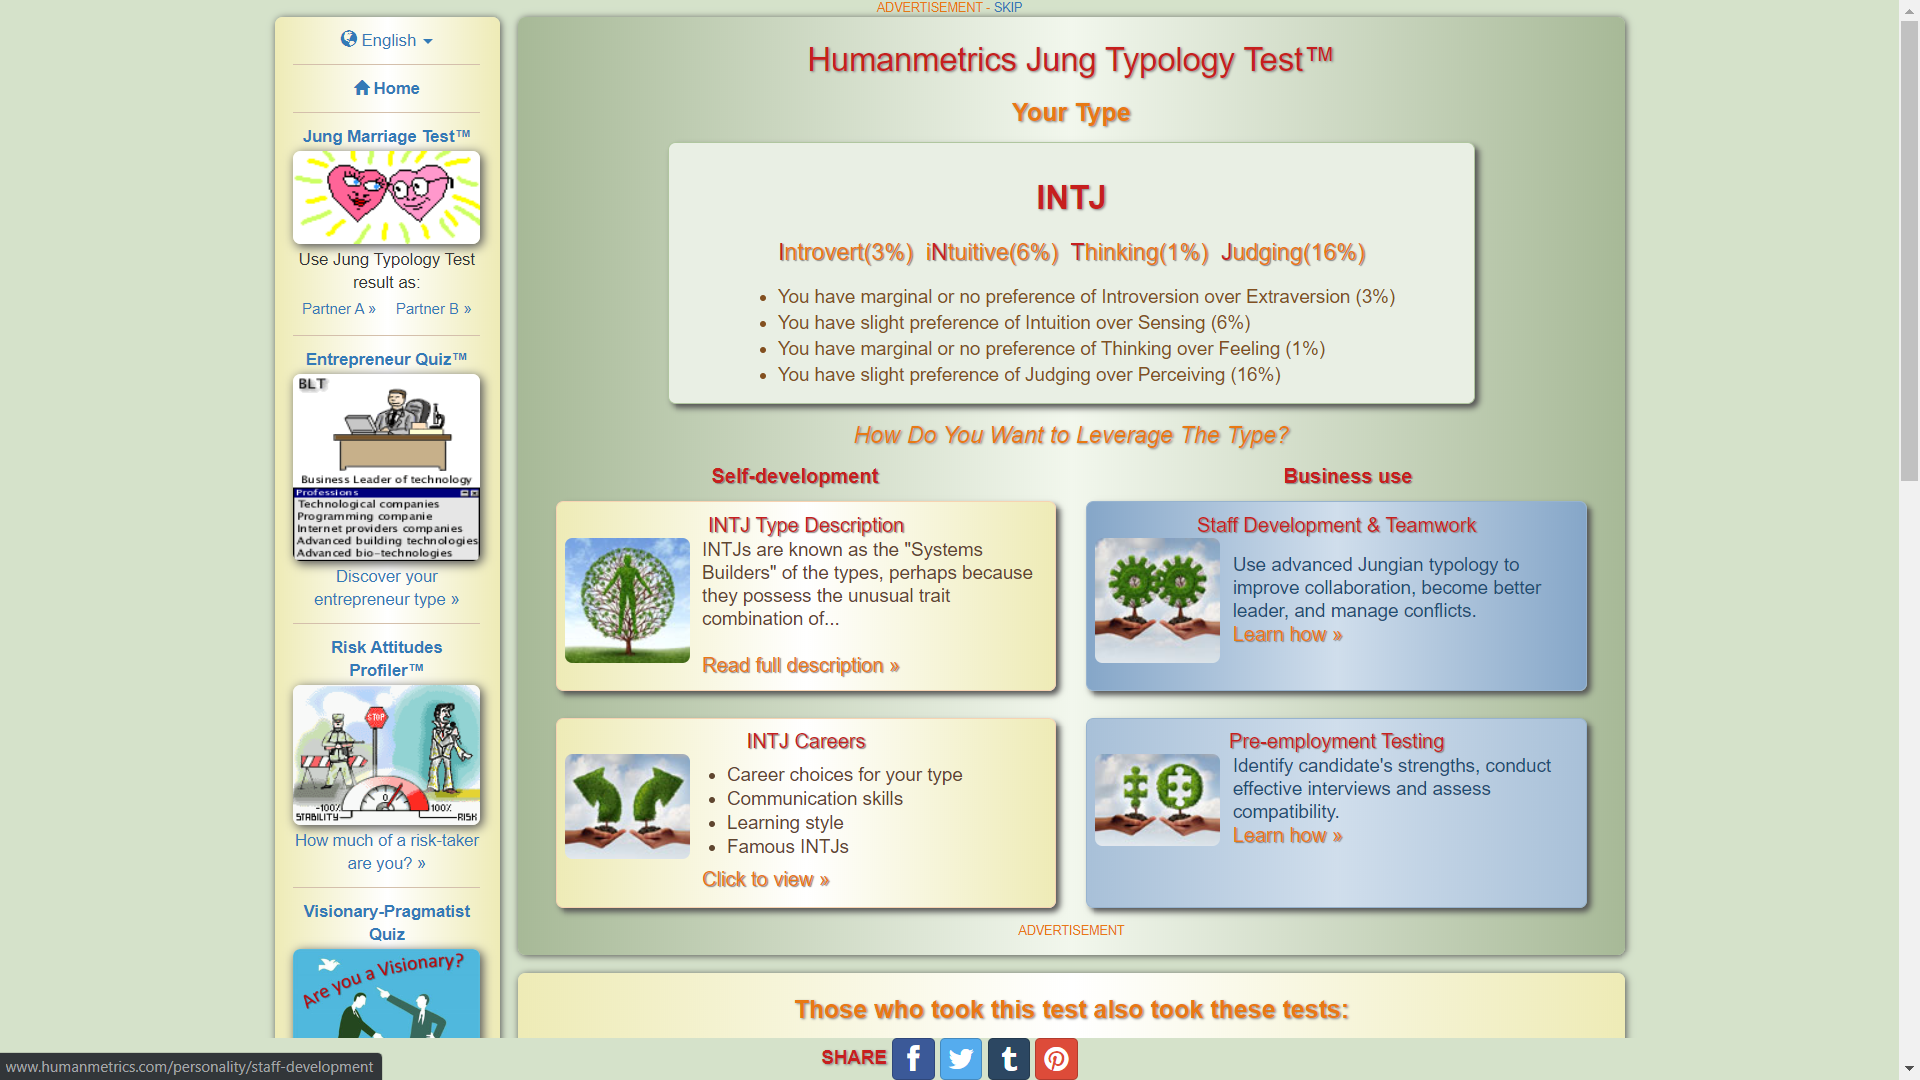 ADVERTISEMENT - SKIP
English
Home
Jung Marriage Test™
Use Jung Typology Test
result as:
Partner A » Partner B »
Entrepreneur Quiz™
BLT
Business Leader of technology
Professions
Technological companies
Programming companie
Internet providers companies
Advanced building technologies
Advanced bio-technologies
Discover your
entrepreneur type »
Risk Attitudes
Profiler™
STOP
0
-100% 100%
STABILITY RISK
How much of a risk-taker
are you? »
Visionary-Pragmatist
Quiz
Are you a Visionary?
Humanmetrics Jung Typology Test™
Your Type
INTJ
Introvert(3%) iNtuitive(6%) Thinking(1%) Judging(16%)
• You have marginal or no preference of Introversion over Extraversion (3%)
• You have slight preference of Intuition over Sensing (6%)
• You have marginal or no preference of Thinking over Feeling (1%)
• You have slight preference of Judging over Perceiving (16%)
How Do You Want to Leverage The Type?
Self-development
INTJ Type Description
INTJs are known as the "Systems
Builders" of the types, perhaps because
they possess the unusual trait
combination of...
Read full description »
INTJ Careers
• Career choices for your type
• Communication skills
• Learning style
• Famous INTJs
Click to view »
Business use
Staff Development & Teamwork
Use advanced Jungian typology to
improve collaboration, become better
leader, and manage conflicts.
Learn how »
Pre-employment Testing
Identify candidate's strengths, conduct
effective interviews and assess
compatibility.
Learn how »
ADVERTISEMENT
Those who took this test also took these tests:
SHARE
www.humanmetrics.com/personality/staff-development